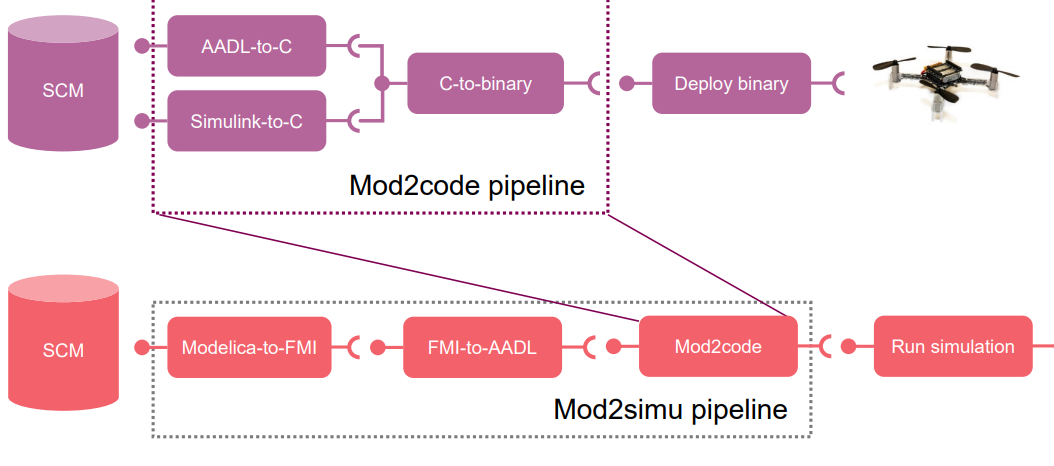 SCM
AADL-to-C
Simulink-to-C
C-to-binary
Deploy binary
Mod2code pipeline
SCM
Modelica-to-FMI
FMI-to-AADL
Mod2code
Run simulation
Mod2simu pipeline